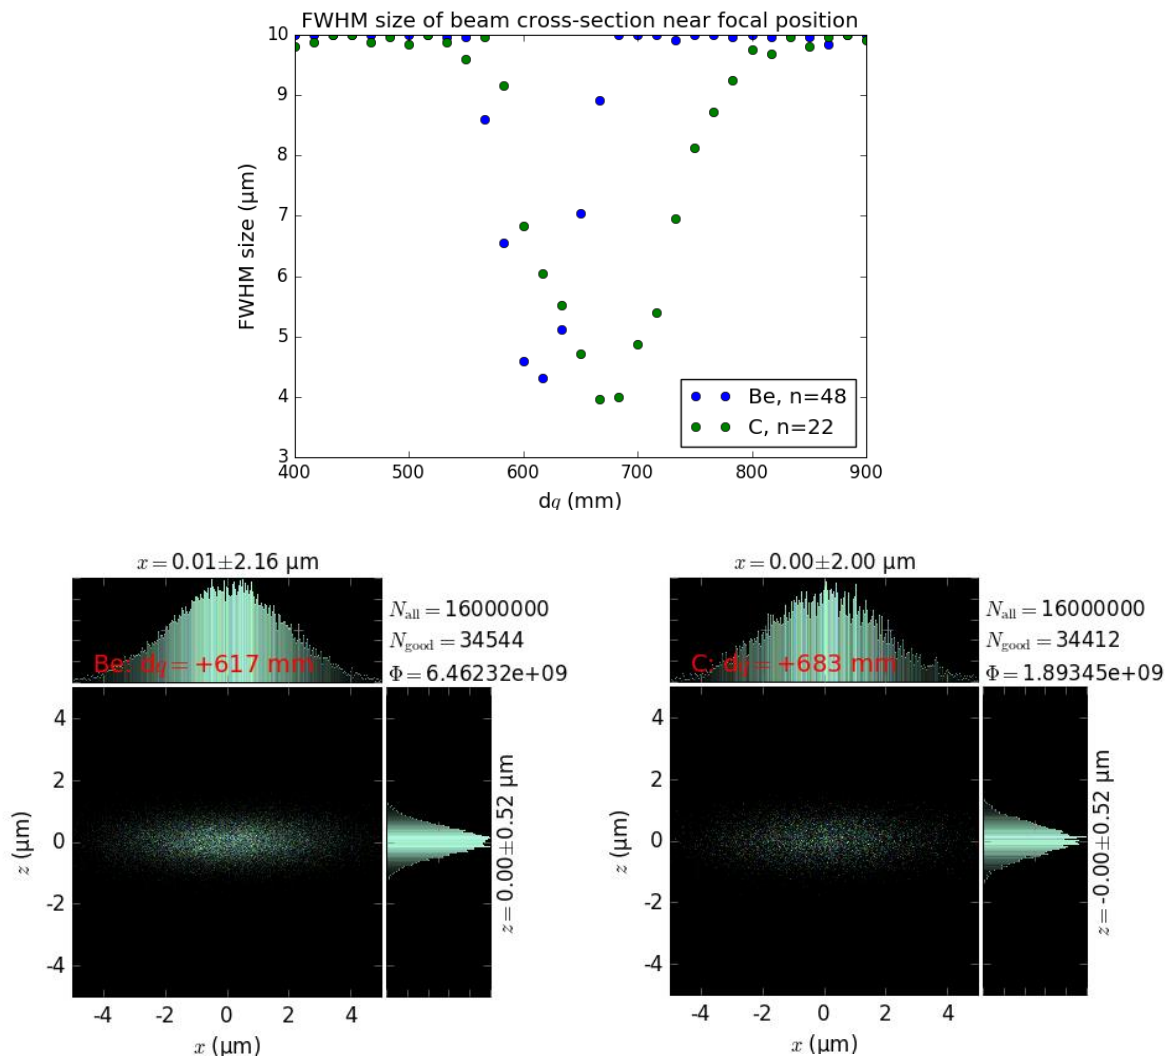 FWHM size of beam cross-section near focal position
10
9
8
7
6
5
4
3
FWHM size (μm)
400 500 600 700 800 900
dq (mm)
Be, n=48
C, n=22
x = 0.01±2.16 μm
Be: dq = +617 mm
N_all = 16000000
N_good = 34544
Φ = 6.46232e+09
4
2
0
-2
-4
z (μm)
-4 -2 0 2 4
x (μm)
z = 0.00±0.52 μm
x = 0.00±2.00 μm
C: dq = +683 mm
N_all = 16000000
N_good = 34412
Φ = 1.89345e+09
4
2
0
-2
-4
z (μm)
-4 -2 0 2 4
x (μm)
z = -0.00±0.52 μm